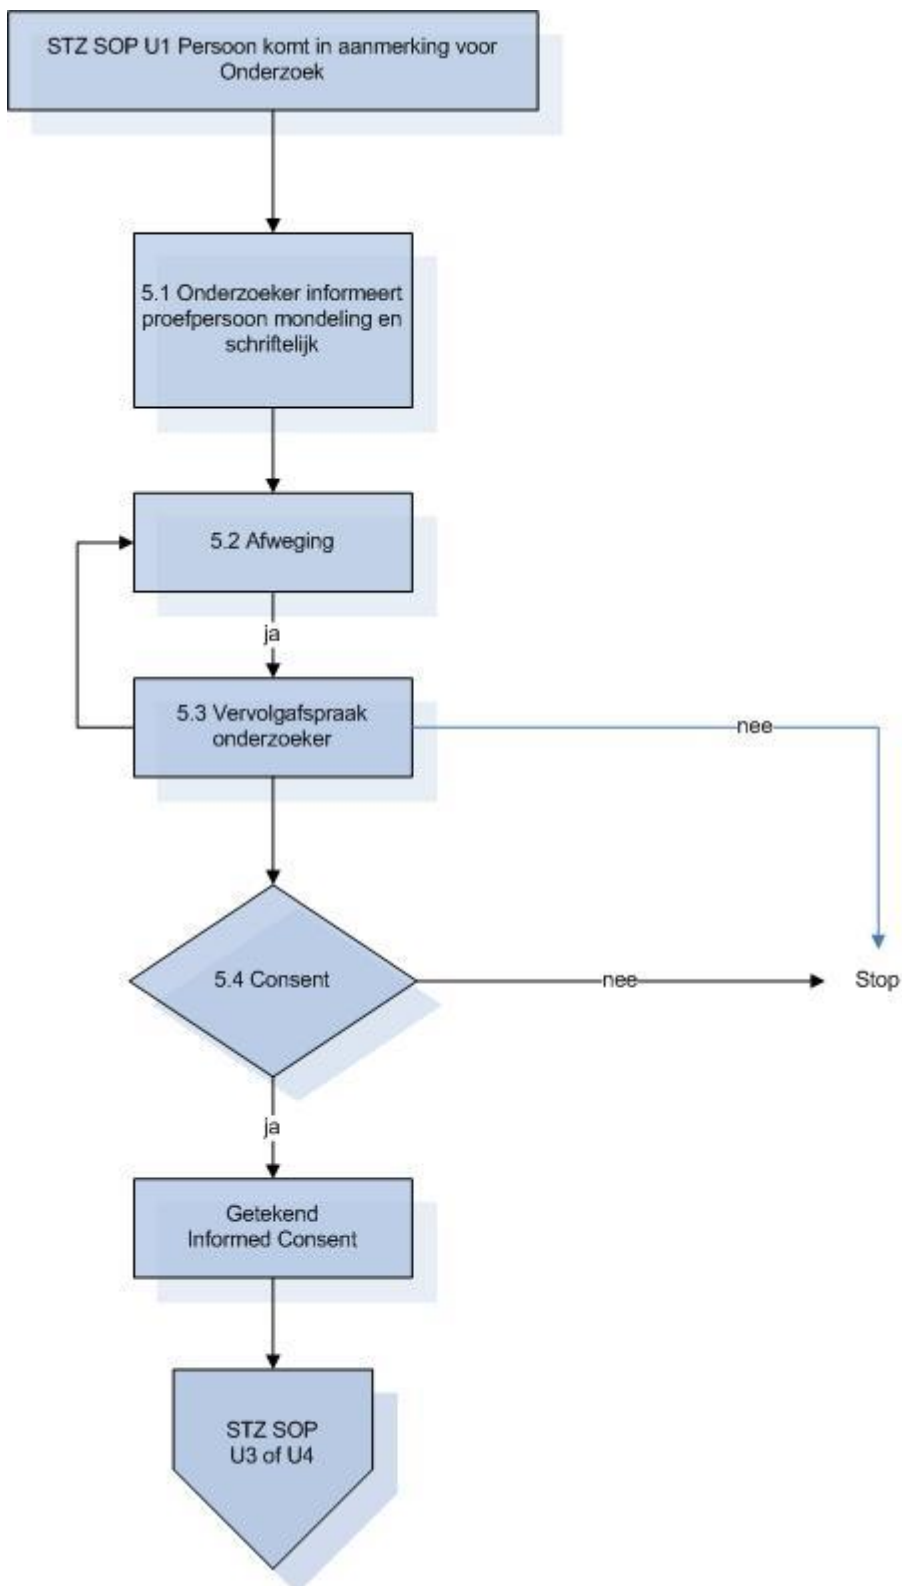 STZ SOP U1 Persoon komt in aanmerking voor
Onderzoek
5.1 Onderzoeker informeert
proefpersoon mondeling en
schriftelijk
5.2 Afweging
ja
5.3 Vervolgafspraak
onderzoeker
nee
5.4 Consent
nee
Stop
ja
Getekend
Informed Consent
STZ SOP
U3 of U4